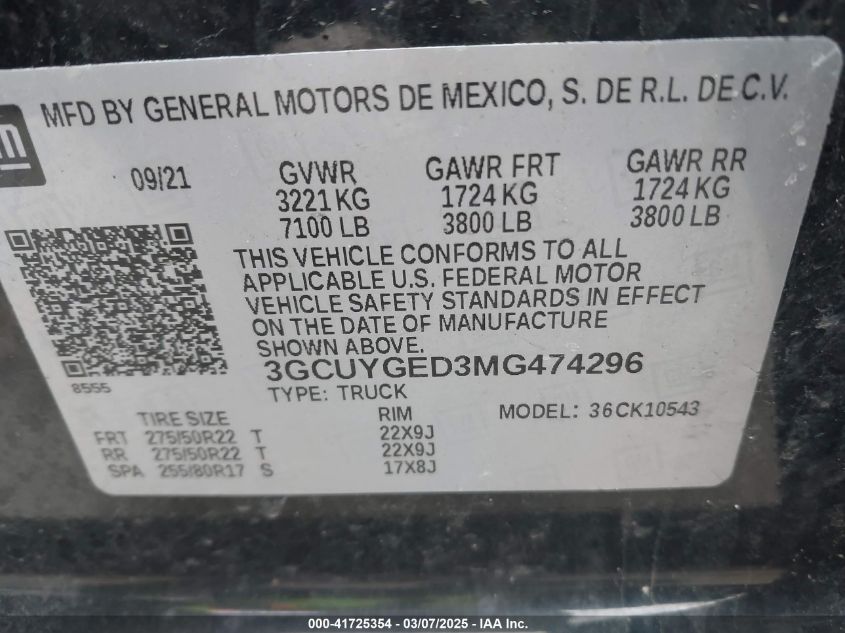 MFD BY GENERAL MOTORS DE MEXICO, S. DE R.L. DE C.V.
gm
09/21 GVWR GAWR FRT GAWR RR
3221 KG 1724 KG 1724 KG
7100 LB 3800 LB 3800 LB
THIS VEHICLE CONFORMS TO ALL
APPLICABLE U.S. FEDERAL MOTOR
VEHICLE SAFETY STANDARDS IN EFFECT
ON THE DATE OF MANUFACTURE
SHOWN ABOVE.
3GCUYGED3MG474296
8555
TYPE: TRUCK
TIRE SIZE RIM MODEL: 36CK10543
FRT 275/50R22 T 22X9J
RR 275/50R22 T 22X9J
SPA 255/80R17 S 17X8J
000-41725354 - 03/07/2025 - IAA Inc.